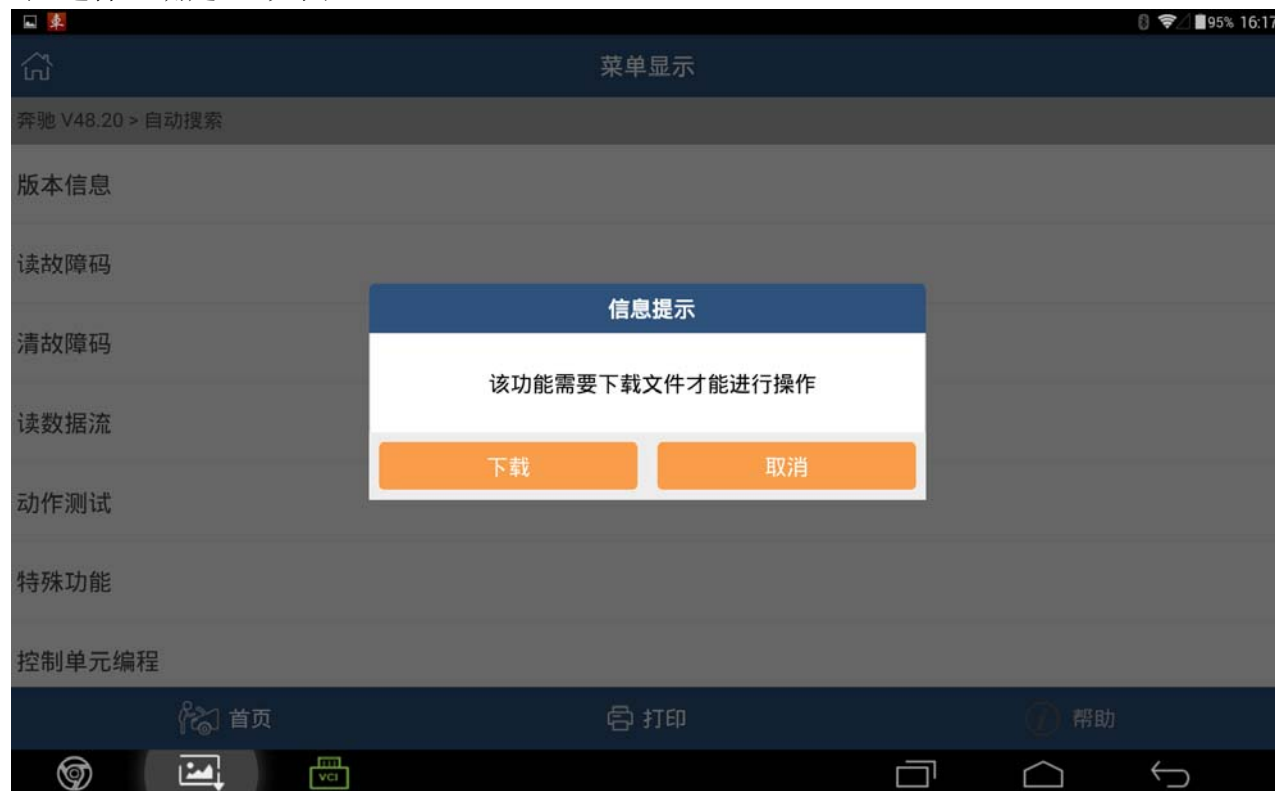 95% 16:17
菜单显示
奔驰 V48.20 > 自动搜索
版本信息
读故障码
清故障码
读数据流
动作测试
特殊功能
控制单元编程
信息提示
该功能需要下载文件才能进行操作
下载
取消
首页
打印
帮助
VCI